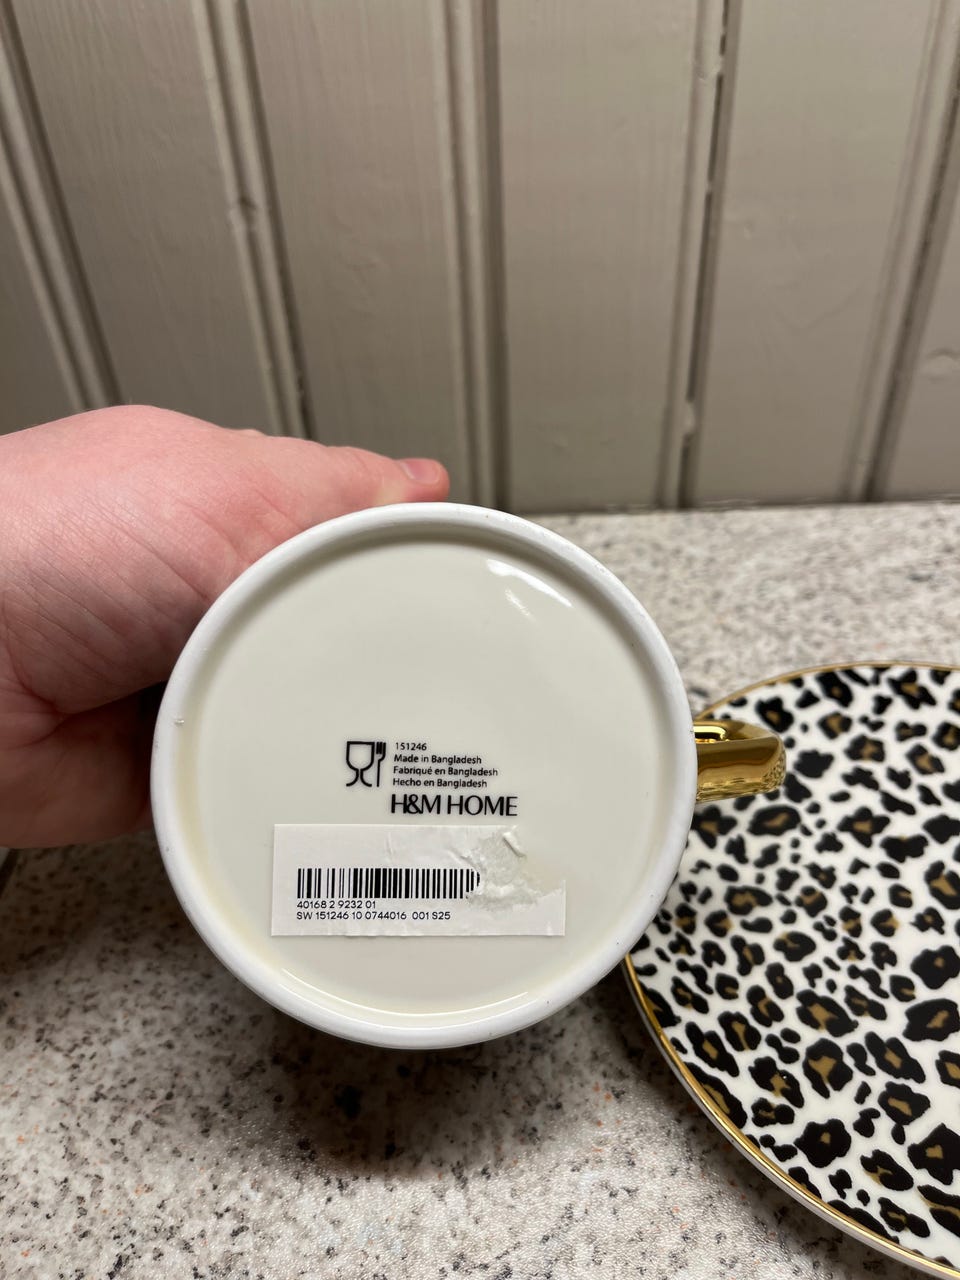 151246
Made in Bangladesh
Fabriqué en Bangladesh
Hecho en Bangladesh
H&M HOME
40168 2 9232 01
SW 151246 10 0744016 001 S25